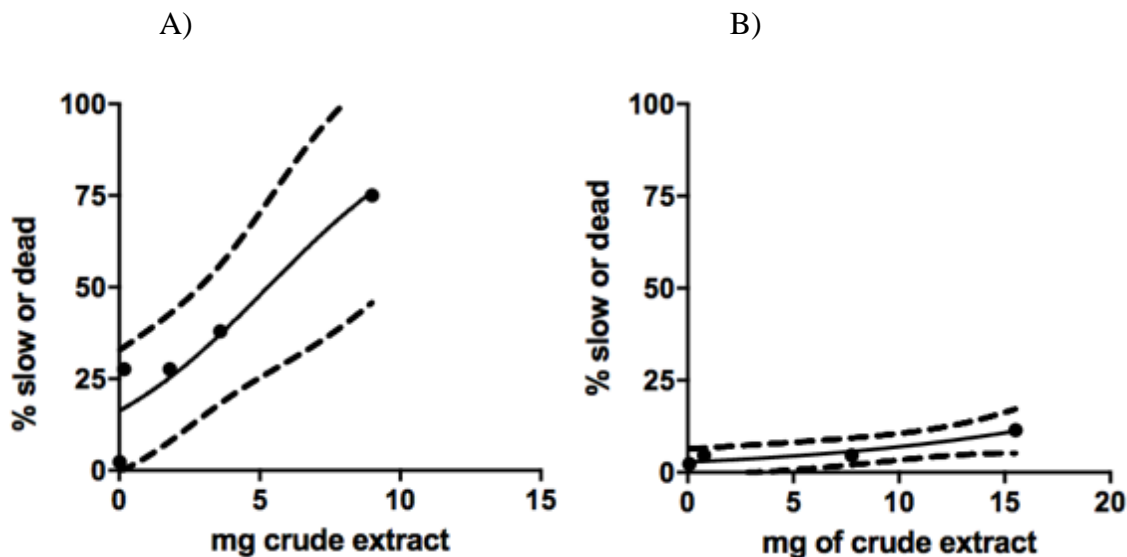 A)
B)
100
75
50
25
0
0 5 10 15
% slow or dead
mg crude extract
100
75
50
25
0
0 5 10 15 20
% slow or dead
mg of crude extract